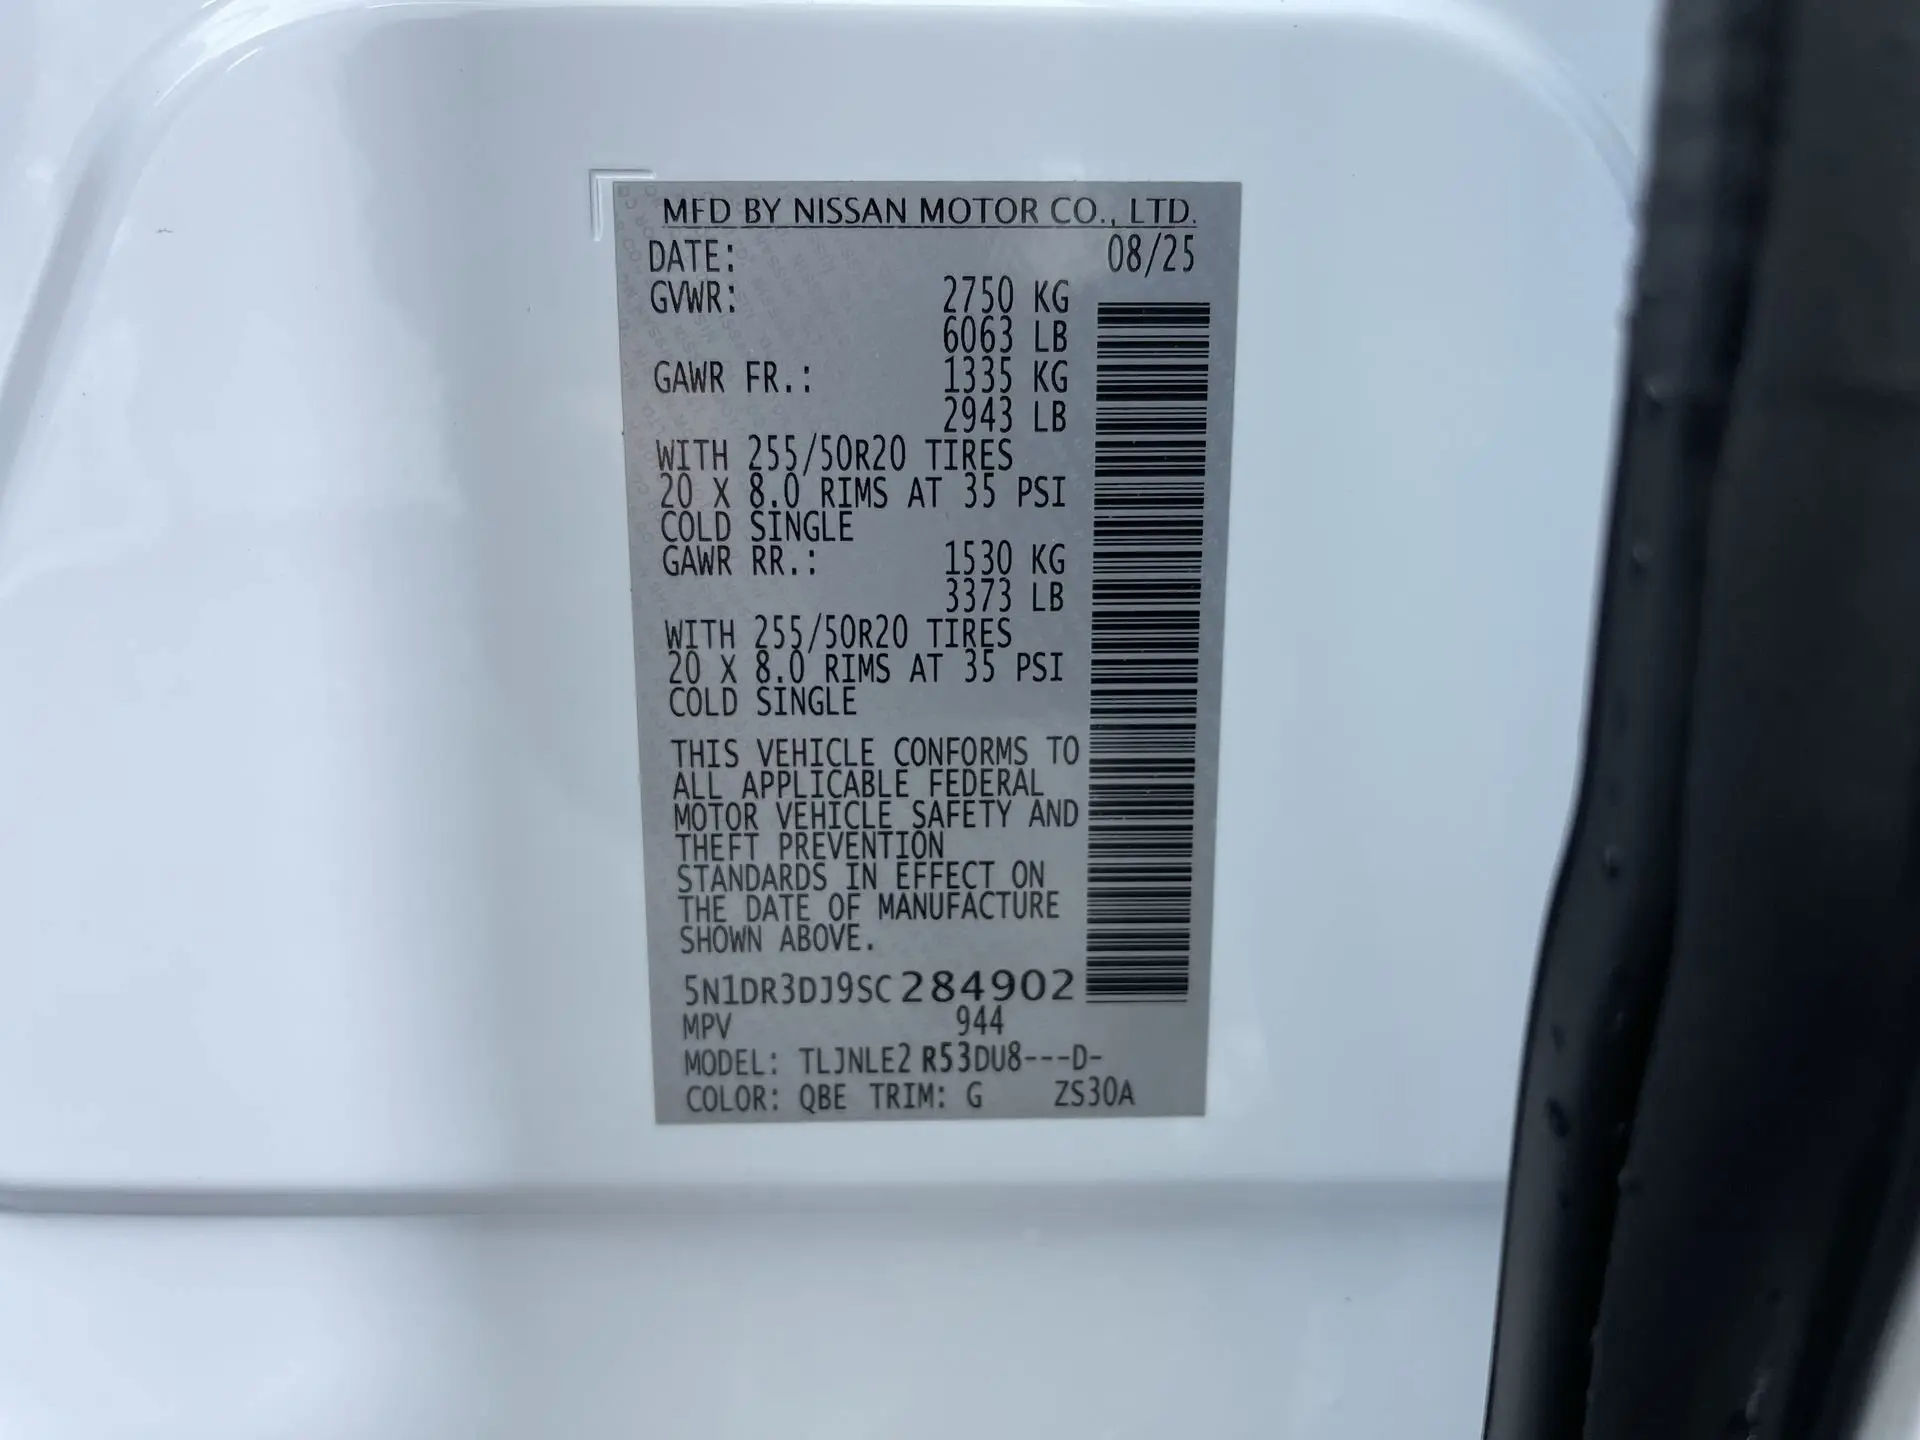 MFD BY NISSAN MOTOR CO., LTD.
DATE: 08/25
GVWR: 2750 KG
6063 LB
GAWR FR.: 1335 KG
2943 LB
WITH 255/50R20 TIRES
20 X 8.0 RIMS AT 35 PSI
COLD SINGLE
GAWR RR.: 1530 KG
3373 LB
WITH 255/50R20 TIRES
20 X 8.0 RIMS AT 35 PSI
COLD SINGLE
THIS VEHICLE CONFORMS TO
ALL APPLICABLE FEDERAL
MOTOR VEHICLE SAFETY AND
THEFT PREVENTION
STANDARDS IN EFFECT ON
THE DATE OF MANUFACTURE
SHOWN ABOVE.
5N1DR3DJ9SC284902
MPV 944
MODEL: TLJNLE2 R53DU8---D-
COLOR: QBE TRIM: G ZS30A